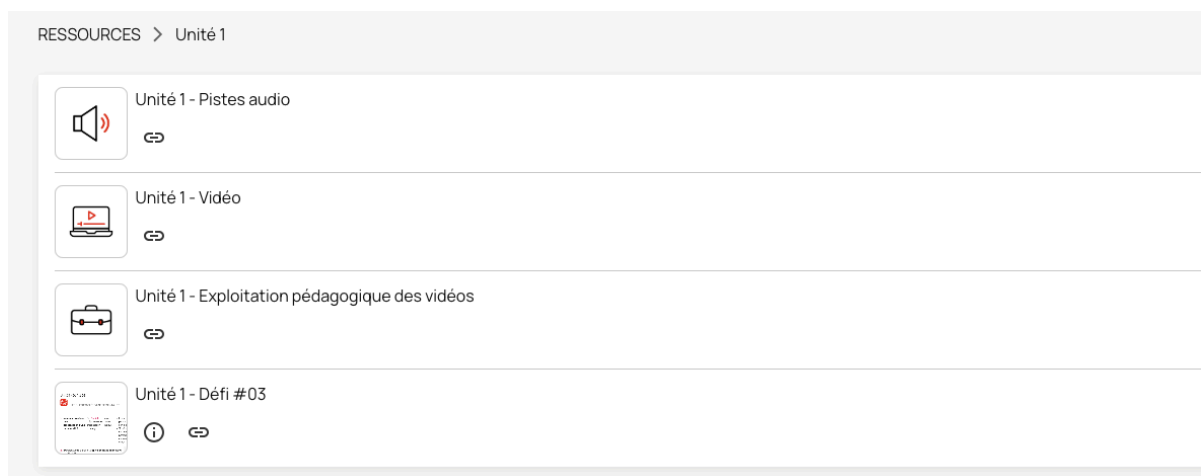 RESSOURCES > Unité 1
Unité 1 - Pistes audio
Unité 1 - Vidéo
Unité 1 - Exploitation pédagogique des vidéos
Unité 1 - Défi #03